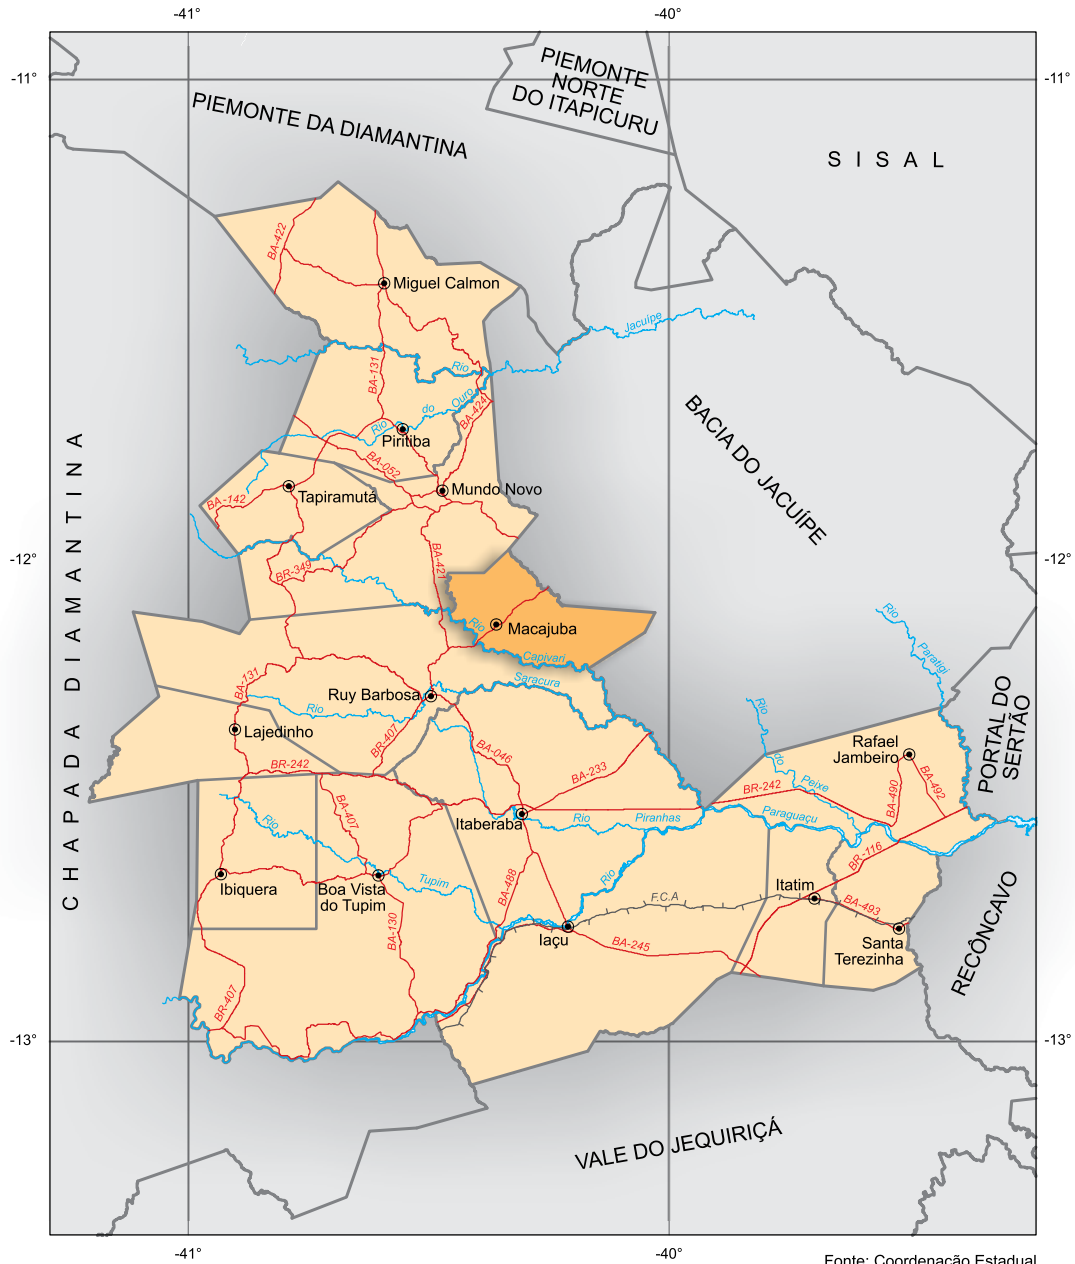 -41°
-40°
-11°
-11°
PIEMONTE
NORTE
DO ITAPICURU
PIEMONTE DA DIAMANTINA
SISAL
BA-422
Miguel Calmon
Jacuípe
BA-131
Rio
Ouro
do
Rio
BA-424
Piritiba
BACIA DO JACUÍPE
BA-052
Tapiramutá
Mundo Novo
BA-142
CHAPADA DIAMANTINA
-12°
-12°
BA-421
BR-349
Rio
Macajuba
Capivari
Rio
Paratigi
Saracura
BA-131
Ruy Barbosa
Rio
Rio
Lajedinho
BR-407
BA-046
Rafael
Jambeiro
PORTAL DO
SERTÃO
BR-242
BA-233
do
Peixe
BR-242
BA-490
BA-492
BA-407
Itaberaba
Rio
Piranhas
Paraguaçu
Rio
BR-116
Ibiquera
Boa Vista
do Tupim
Tupim
BA-488
Rio
Itatim
F.C.A
BA-493
RECÔNCAVO
BA-130
Iaçu
BA-245
Santa
Terezinha
BR-407
-13°
-13°
VALE DO JEQUIRIÇÁ
-41°
-40°
Fonte: Coordenação Estadual